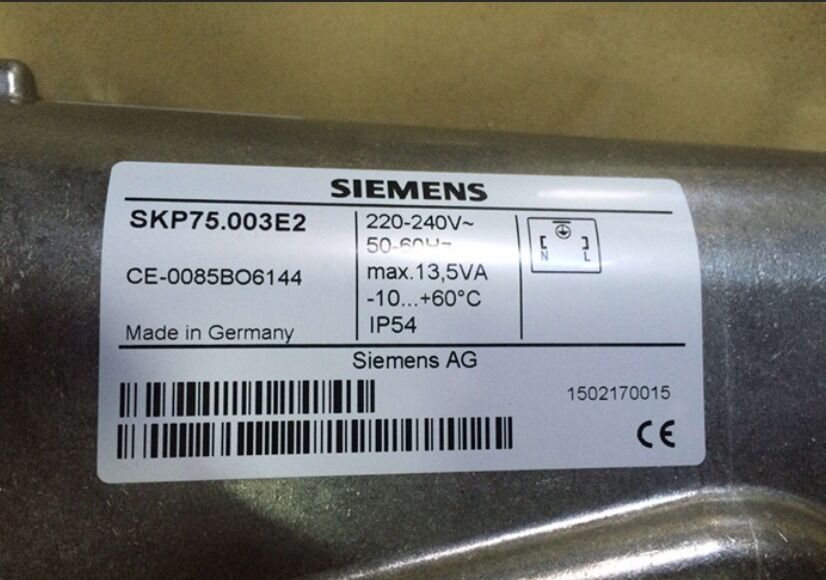 SIEMENS
SKP75.003E2
CE-0085BO6144
Made in Germany
220-240V~
50-60Hz
max.13,5VA
-10...+60°C
IP54
N L
Siemens AG
1502170015
CE